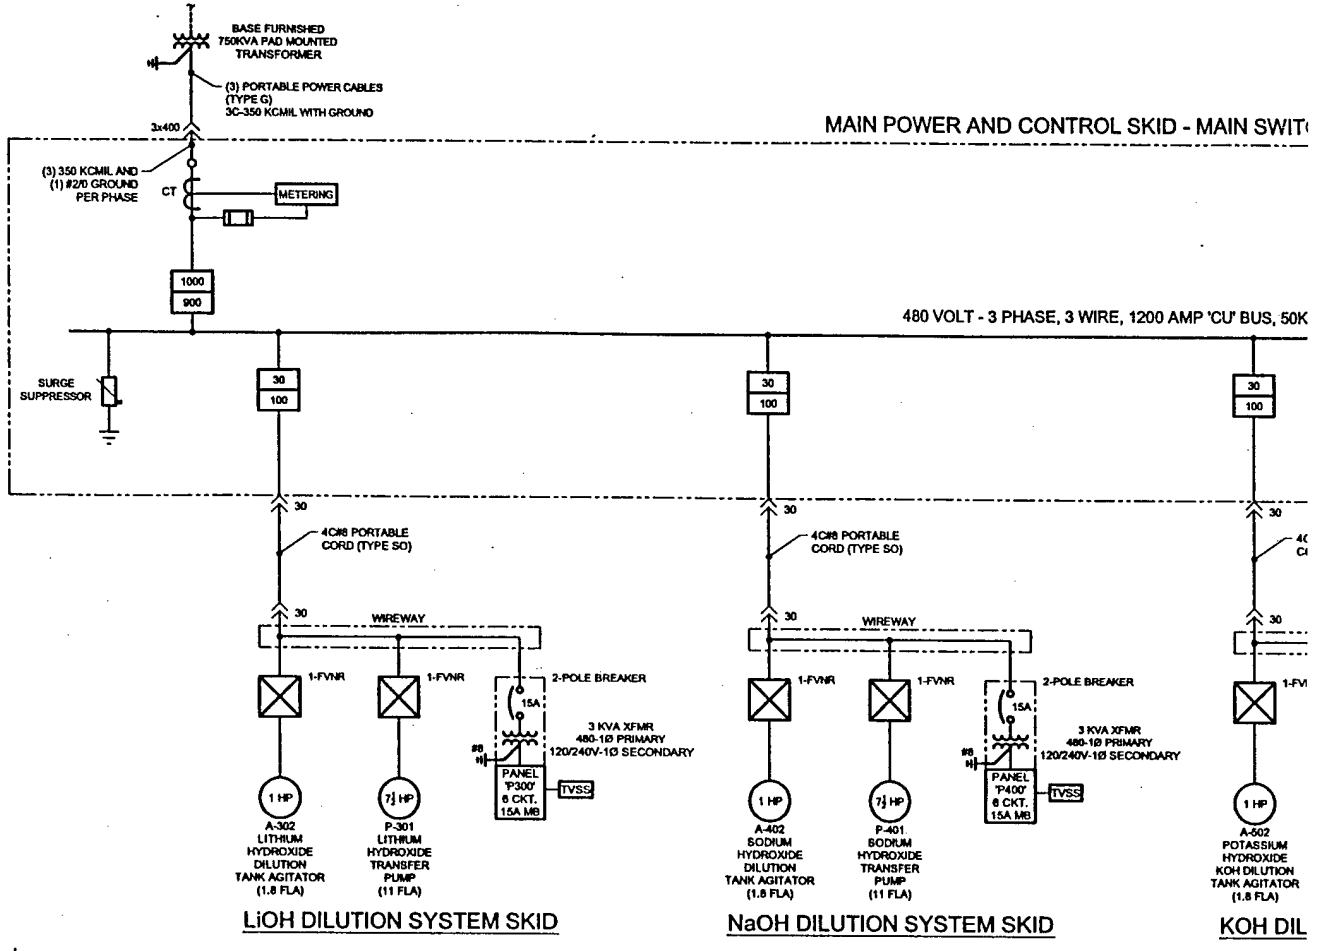 BASE FURNISHED
750KVA PAD MOUNTED
TRANSFORMER
(3) PORTABLE POWER CABLES
(TYPE G)
3C-350 KCMIL WITH GROUND
3x400
MAIN POWER AND CONTROL SKID - MAIN SWITC
(3) 350 KCMIL AND
(1) #2/0 GROUND
PER PHASE
CT
METERING
1000
900
480 VOLT - 3 PHASE, 3 WIRE, 1200 AMP 'CU' BUS, 50K
SURGE
SUPPRESSOR
30
100
30
100
30
100
30
30
30
4C#8 PORTABLE
CORD (TYPE SO)
4C#8 PORTABLE
CORD (TYPE SO)
4C
CO
30
30
30
WIREWAY
WIREWAY
1-FVNR
1-FVNR
2-POLE BREAKER
15A
3 KVA XFMR
480-1Ø PRIMARY
120/240V-1Ø SECONDARY
#8
PANEL
'P300'
6 CKT.
15A MB
TVSS
1 HP
A-302
LITHIUM
HYDROXIDE
DILUTION
TANK AGITATOR
(1.8 FLA)
7½ HP
P-301
LITHIUM
HYDROXIDE
TRANSFER
PUMP
(11 FLA)
LiOH DILUTION SYSTEM SKID
1-FVNR
1-FVNR
2-POLE BREAKER
15A
3 KVA XFMR
480-1Ø PRIMARY
120/240V-1Ø SECONDARY
#8
PANEL
'P400'
6 CKT.
15A MB
TVSS
1 HP
A-402
SODIUM
HYDROXIDE
DILUTION
TANK AGITATOR
(1.8 FLA)
7½ HP
P-401
SODIUM
HYDROXIDE
TRANSFER
PUMP
(11 FLA)
NaOH DILUTION SYSTEM SKID
1-FVI
1 HP
A-502
POTASSIUM
HYDROXIDE
KOH DILUTION
TANK AGITATOR
(1.8 FLA)
KOH DIL